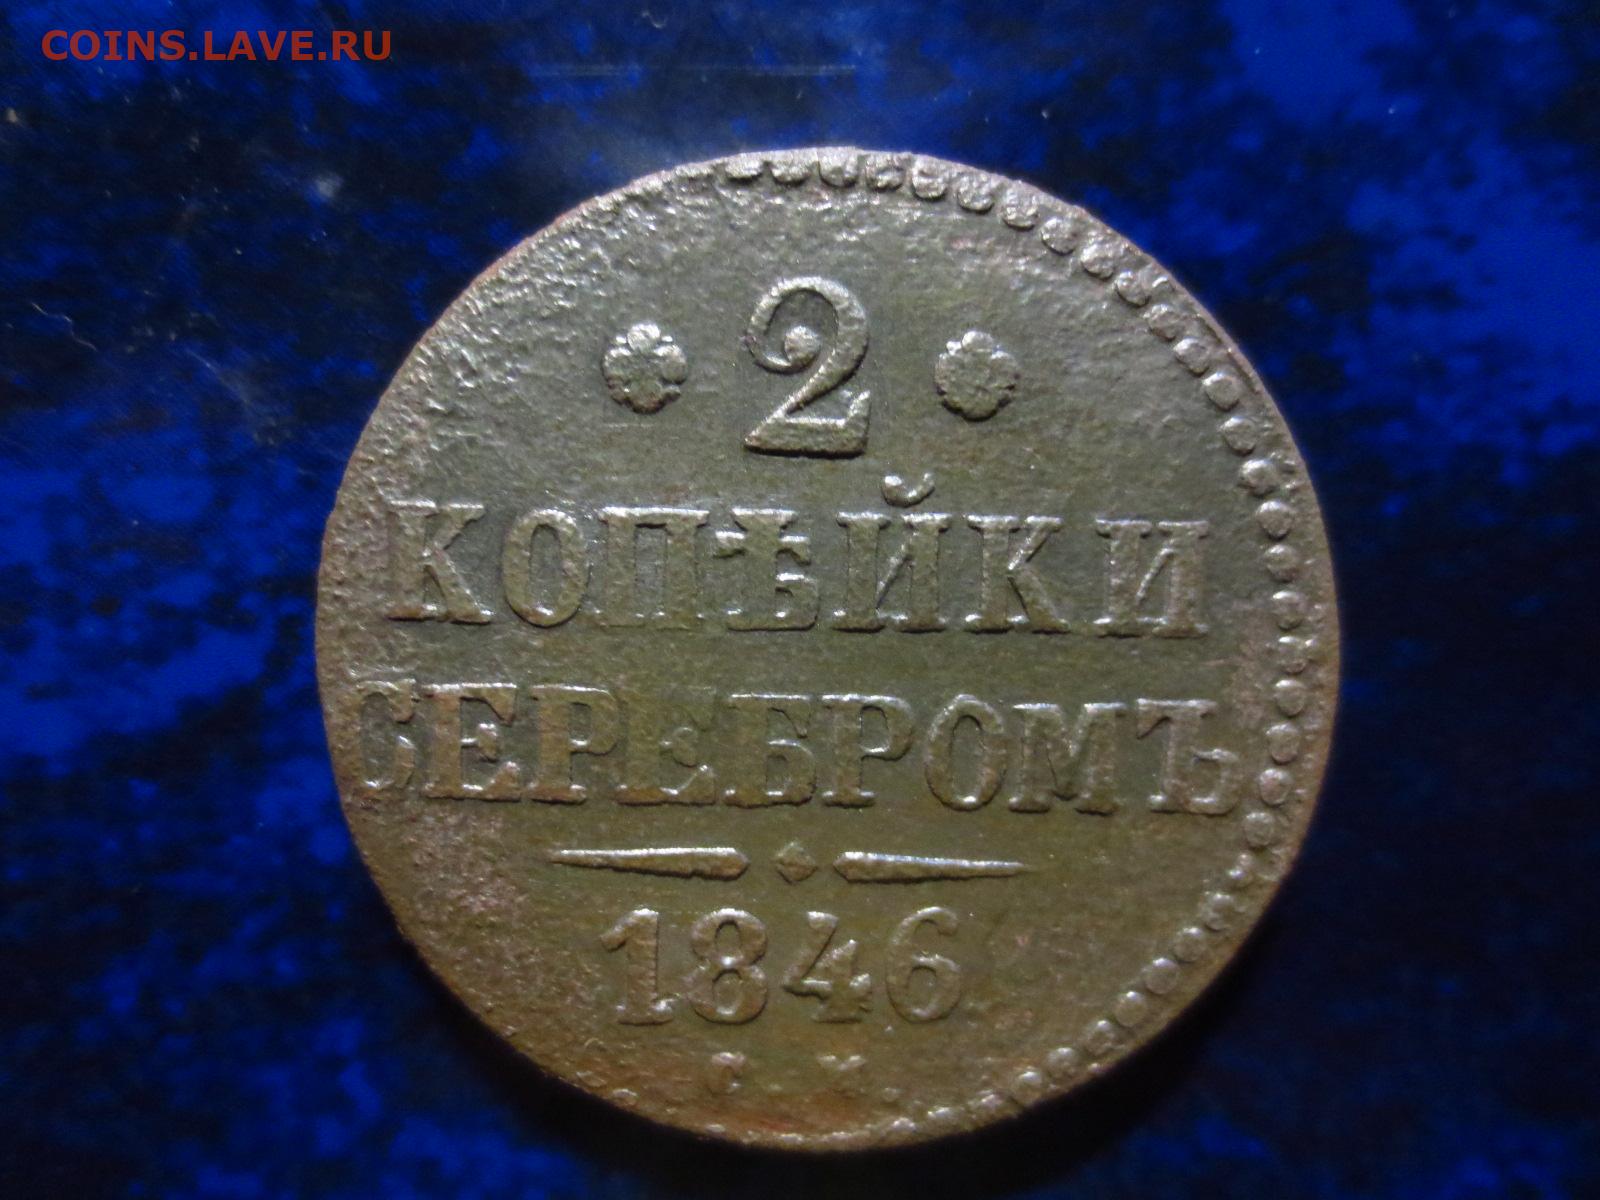 COINS.LAVE.RU
2
КОПѢЙКИ
СЕРЕБРОМЪ
1846
С.М.